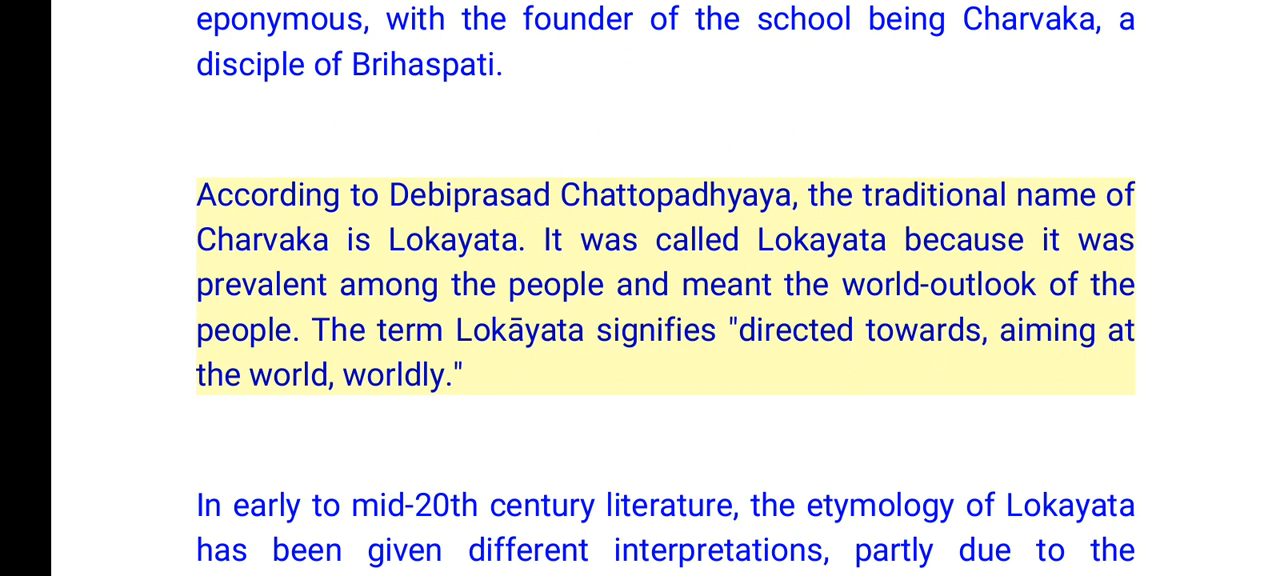 eponymous, with the founder of the school being Charvaka, a
disciple of Brihaspati.
According to Debiprasad Chattopadhyaya, the traditional name of
Charvaka is Lokayata. It was called Lokayata because it was
prevalent among the people and meant the world-outlook of the
people. The term Lokāyata signifies "directed towards, aiming at
the world, worldly."
In early to mid-20th century literature, the etymology of Lokayata
has been given different interpretations, partly due to the